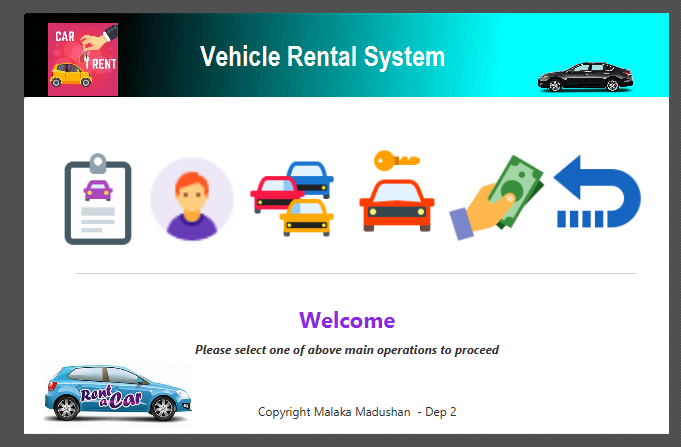 CAR
RENT
Vehicle Rental System
Welcome
Please select one of above main operations to proceed
Rent
a Car
Copyright Malaka Madushan  - Dep 2